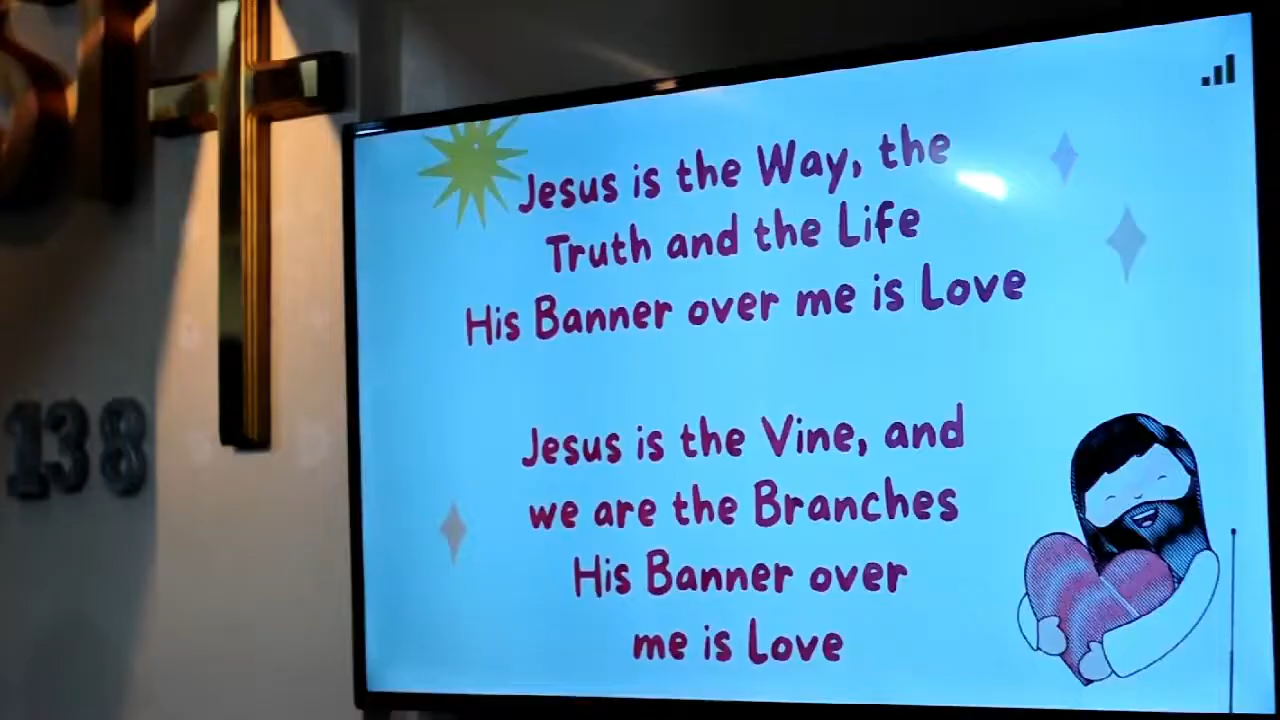 Jesus is the Way, the
Truth and the Life
His Banner over me is Love
Jesus is the Vine, and
we are the Branches
His Banner over
me is Love
138